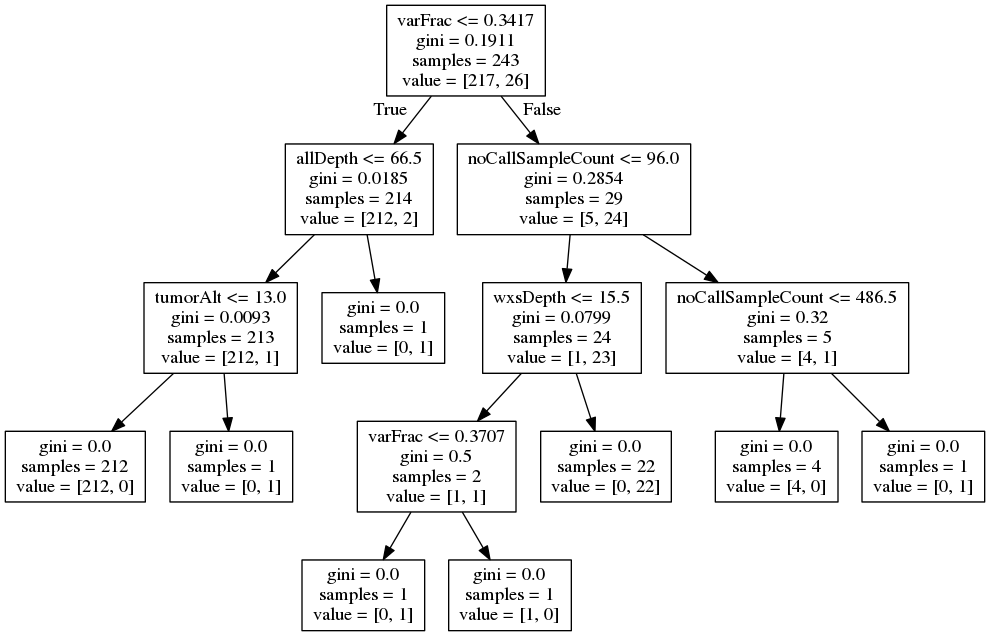 varFrac <= 0.3417
gini = 0.1911
samples = 243
value = [217, 26]
True
False
allDepth <= 66.5
gini = 0.0185
samples = 214
value = [212, 2]
noCallSampleCount <= 96.0
gini = 0.2854
samples = 29
value = [5, 24]
tumorAlt <= 13.0
gini = 0.0093
samples = 213
value = [212, 1]
gini = 0.0
samples = 1
value = [0, 1]
wxsDepth <= 15.5
gini = 0.0799
samples = 24
value = [1, 23]
noCallSampleCount <= 486.5
gini = 0.32
samples = 5
value = [4, 1]
gini = 0.0
samples = 212
value = [212, 0]
gini = 0.0
samples = 1
value = [0, 1]
varFrac <= 0.3707
gini = 0.5
samples = 2
value = [1, 1]
gini = 0.0
samples = 22
value = [0, 22]
gini = 0.0
samples = 4
value = [4, 0]
gini = 0.0
samples = 1
value = [0, 1]
gini = 0.0
samples = 1
value = [0, 1]
gini = 0.0
samples = 1
value = [1, 0]